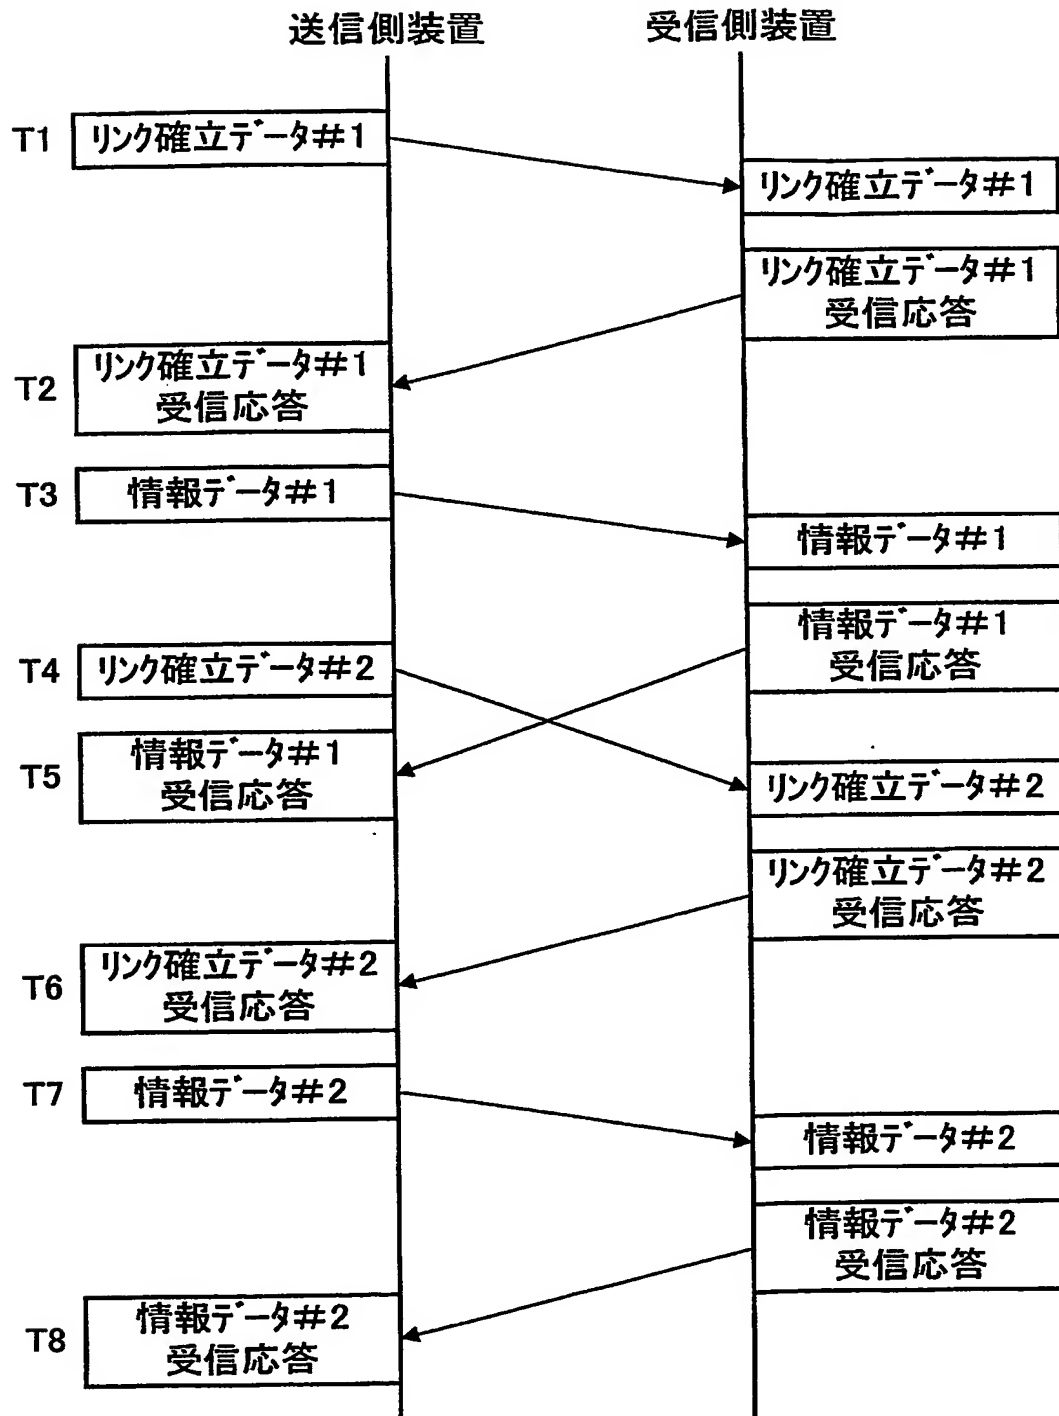 送信側装置
受信側装置
T1
リンク確立データ#1
リンク確立データ#1
リンク確立データ#1
受信応答
T2
リンク確立データ#1
受信応答
T3
情報データ#1
情報データ#1
情報データ#1
受信応答
T4
リンク確立データ#2
T5
情報データ#1
受信応答
リンク確立データ#2
リンク確立データ#2
受信応答
T6
リンク確立データ#2
受信応答
T7
情報データ#2
情報データ#2
情報データ#2
受信応答
T8
情報データ#2
受信応答